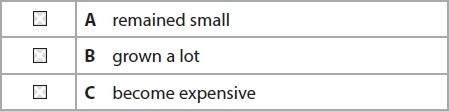 A remained small
B grown a lot
C become expensive